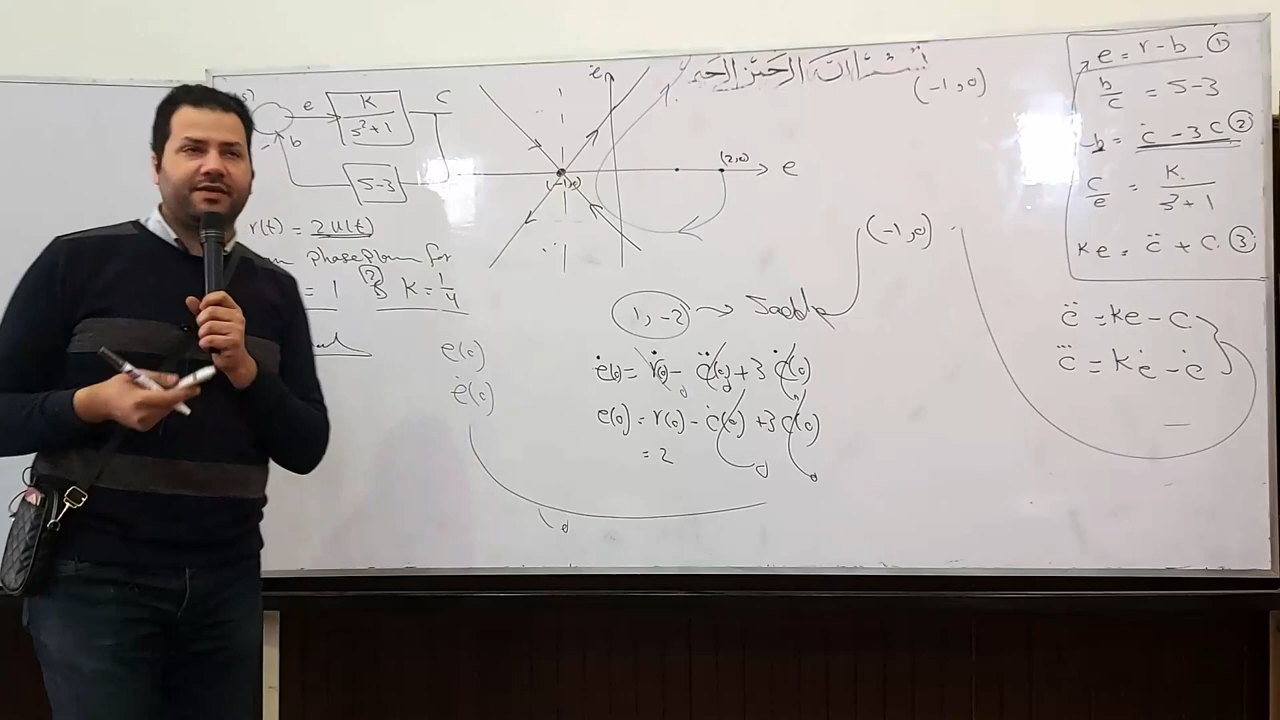 بسم الله الرحمن الرحيم
e
K
s²+1
C
b
s-3
r(t) = 2u(t)
phase plane for
= 1 ② K = 1/4
ė
e
(-1,0)
(2,0)
(-1,0)
(-1,0)
1, -2 → Saddle
e(0)
ė(0)
ė(0) = ṙ(0) - c̈(0) + 3 ċ(0)
e(0) = r(0) - ċ(0) + 3c(0)
= 2
e = r - b ①
b/c = s-3
b = ċ - 3c ②
c/e = K/s²+1
Ke = c̈ + c ③
c̈ = Ke - c
c⃛ = Kė - ċ